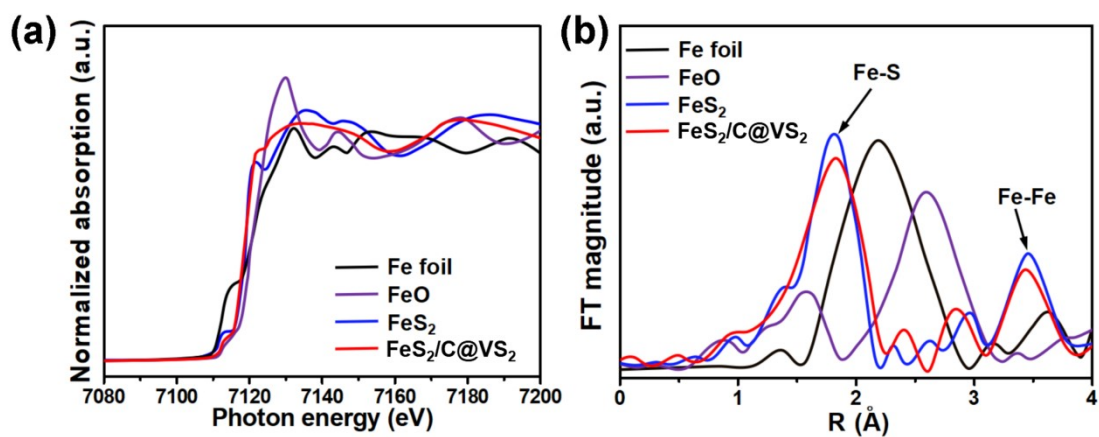 (a)
Normalized absorption (a.u.)
Fe foil
FeO
FeS₂
FeS₂/C@VS₂
7080 7100 7120 7140 7160 7180 7200
Photon energy (eV)
(b)
FT magnitude (a.u.)
Fe foil
FeO
FeS₂
FeS₂/C@VS₂
Fe-S
Fe-Fe
0 1 2 3 4
R (Å)